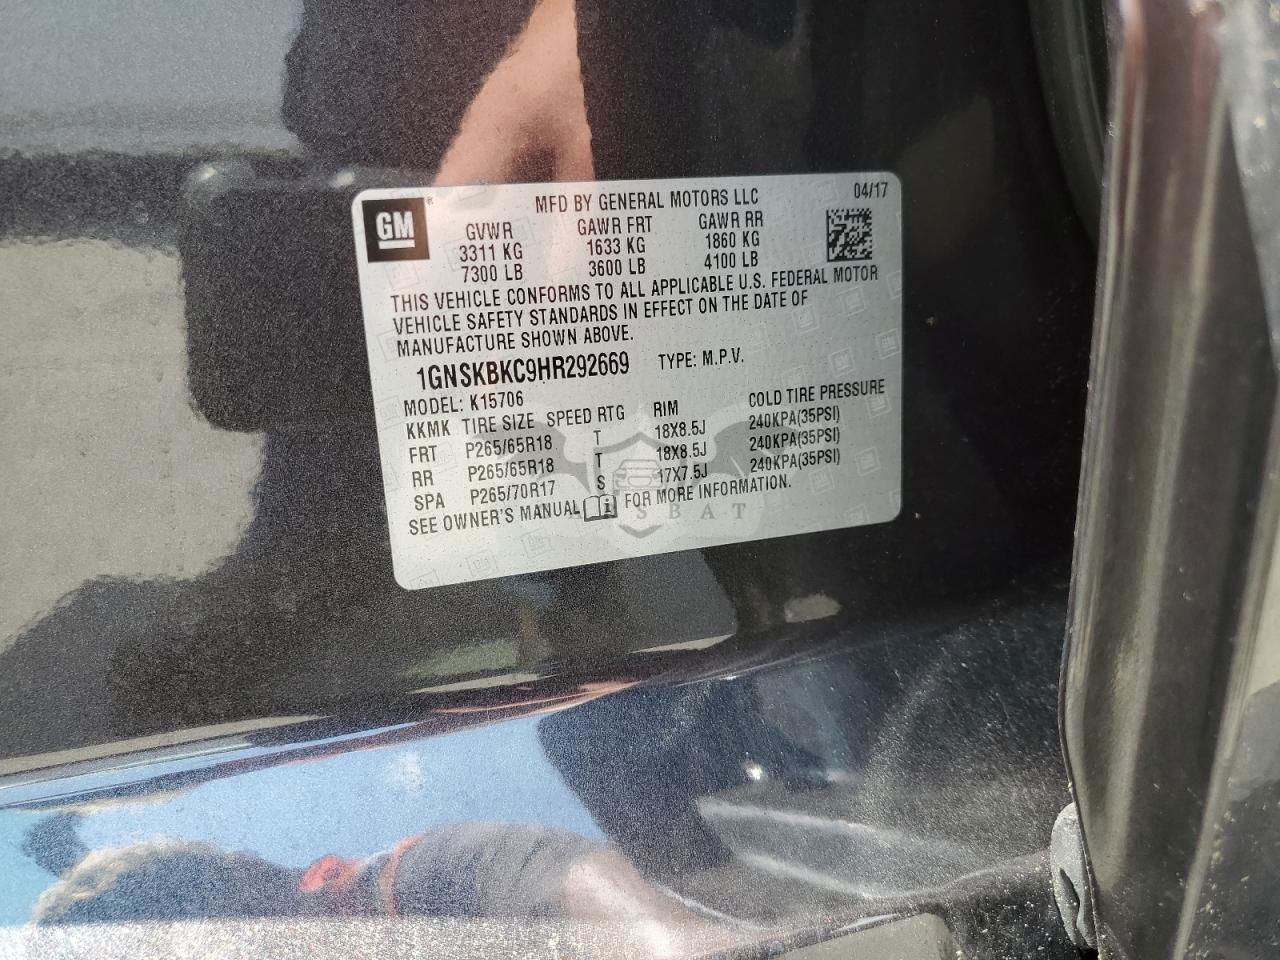 GM
MFD BY GENERAL MOTORS LLC 04/17
GVWR GAWR FRT GAWR RR
3311 KG 1633 KG 1860 KG
7300 LB 3600 LB 4100 LB
THIS VEHICLE CONFORMS TO ALL APPLICABLE U.S. FEDERAL MOTOR
VEHICLE SAFETY STANDARDS IN EFFECT ON THE DATE OF
MANUFACTURE SHOWN ABOVE.
1GNSKBKC9HR292669 TYPE: M.P.V.
MODEL: K15706
KKMK TIRE SIZE SPEED RTG RIM COLD TIRE PRESSURE
FRT P265/65R18 T 18X8.5J 240KPA(35PSI)
RR P265/65R18 T 18X8.5J 240KPA(35PSI)
SPA P265/70R17 S 17X7.5J 240KPA(35PSI)
SEE OWNER'S MANUAL FOR MORE INFORMATION.